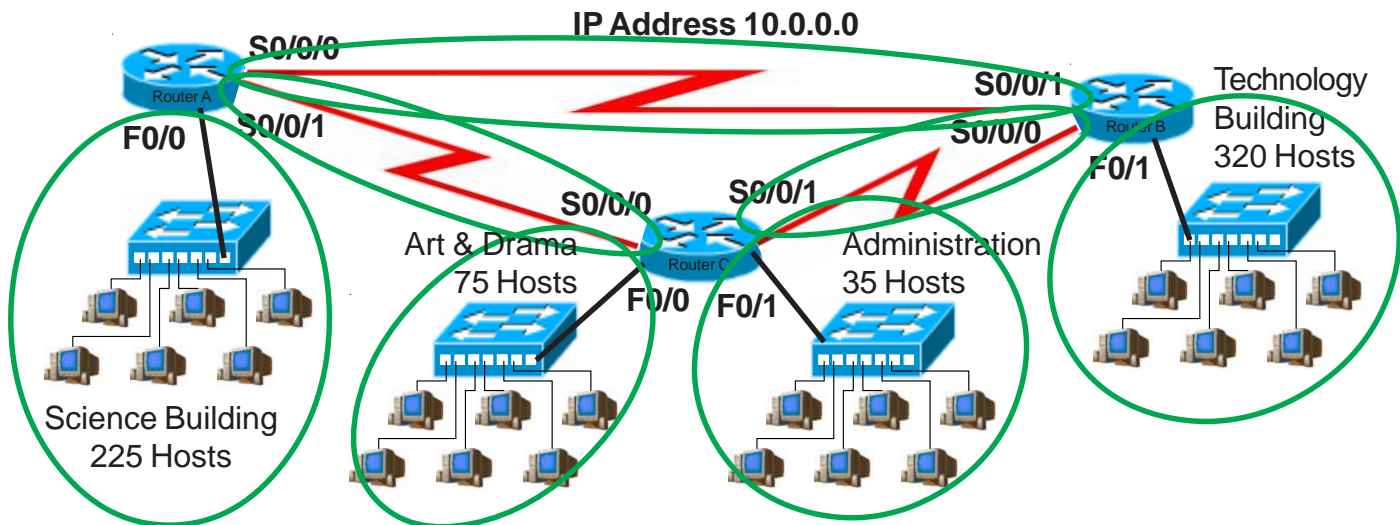 IP Address 10.0.0.0
S0/0/0
Router A
S0/0/1
F0/0
S0/0/1
S0/0/0
Router B
F0/1
Technology
Building
320 Hosts
S0/0/0
S0/0/1
Router C
F0/0
F0/1
Art & Drama
75 Hosts
Administration
35 Hosts
Science Building
225 Hosts